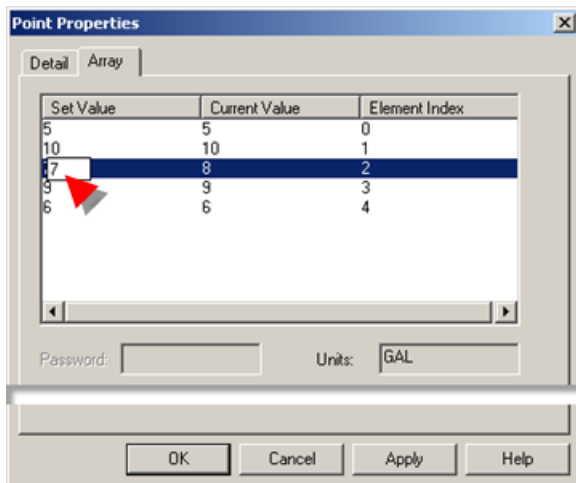 Point Properties
Detail Array
Set Value Current Value Element Index
5 5 0
10 10 1
7 8 2
9 9 3
6 6 4
Password: Units: GAL
OK Cancel Apply Help